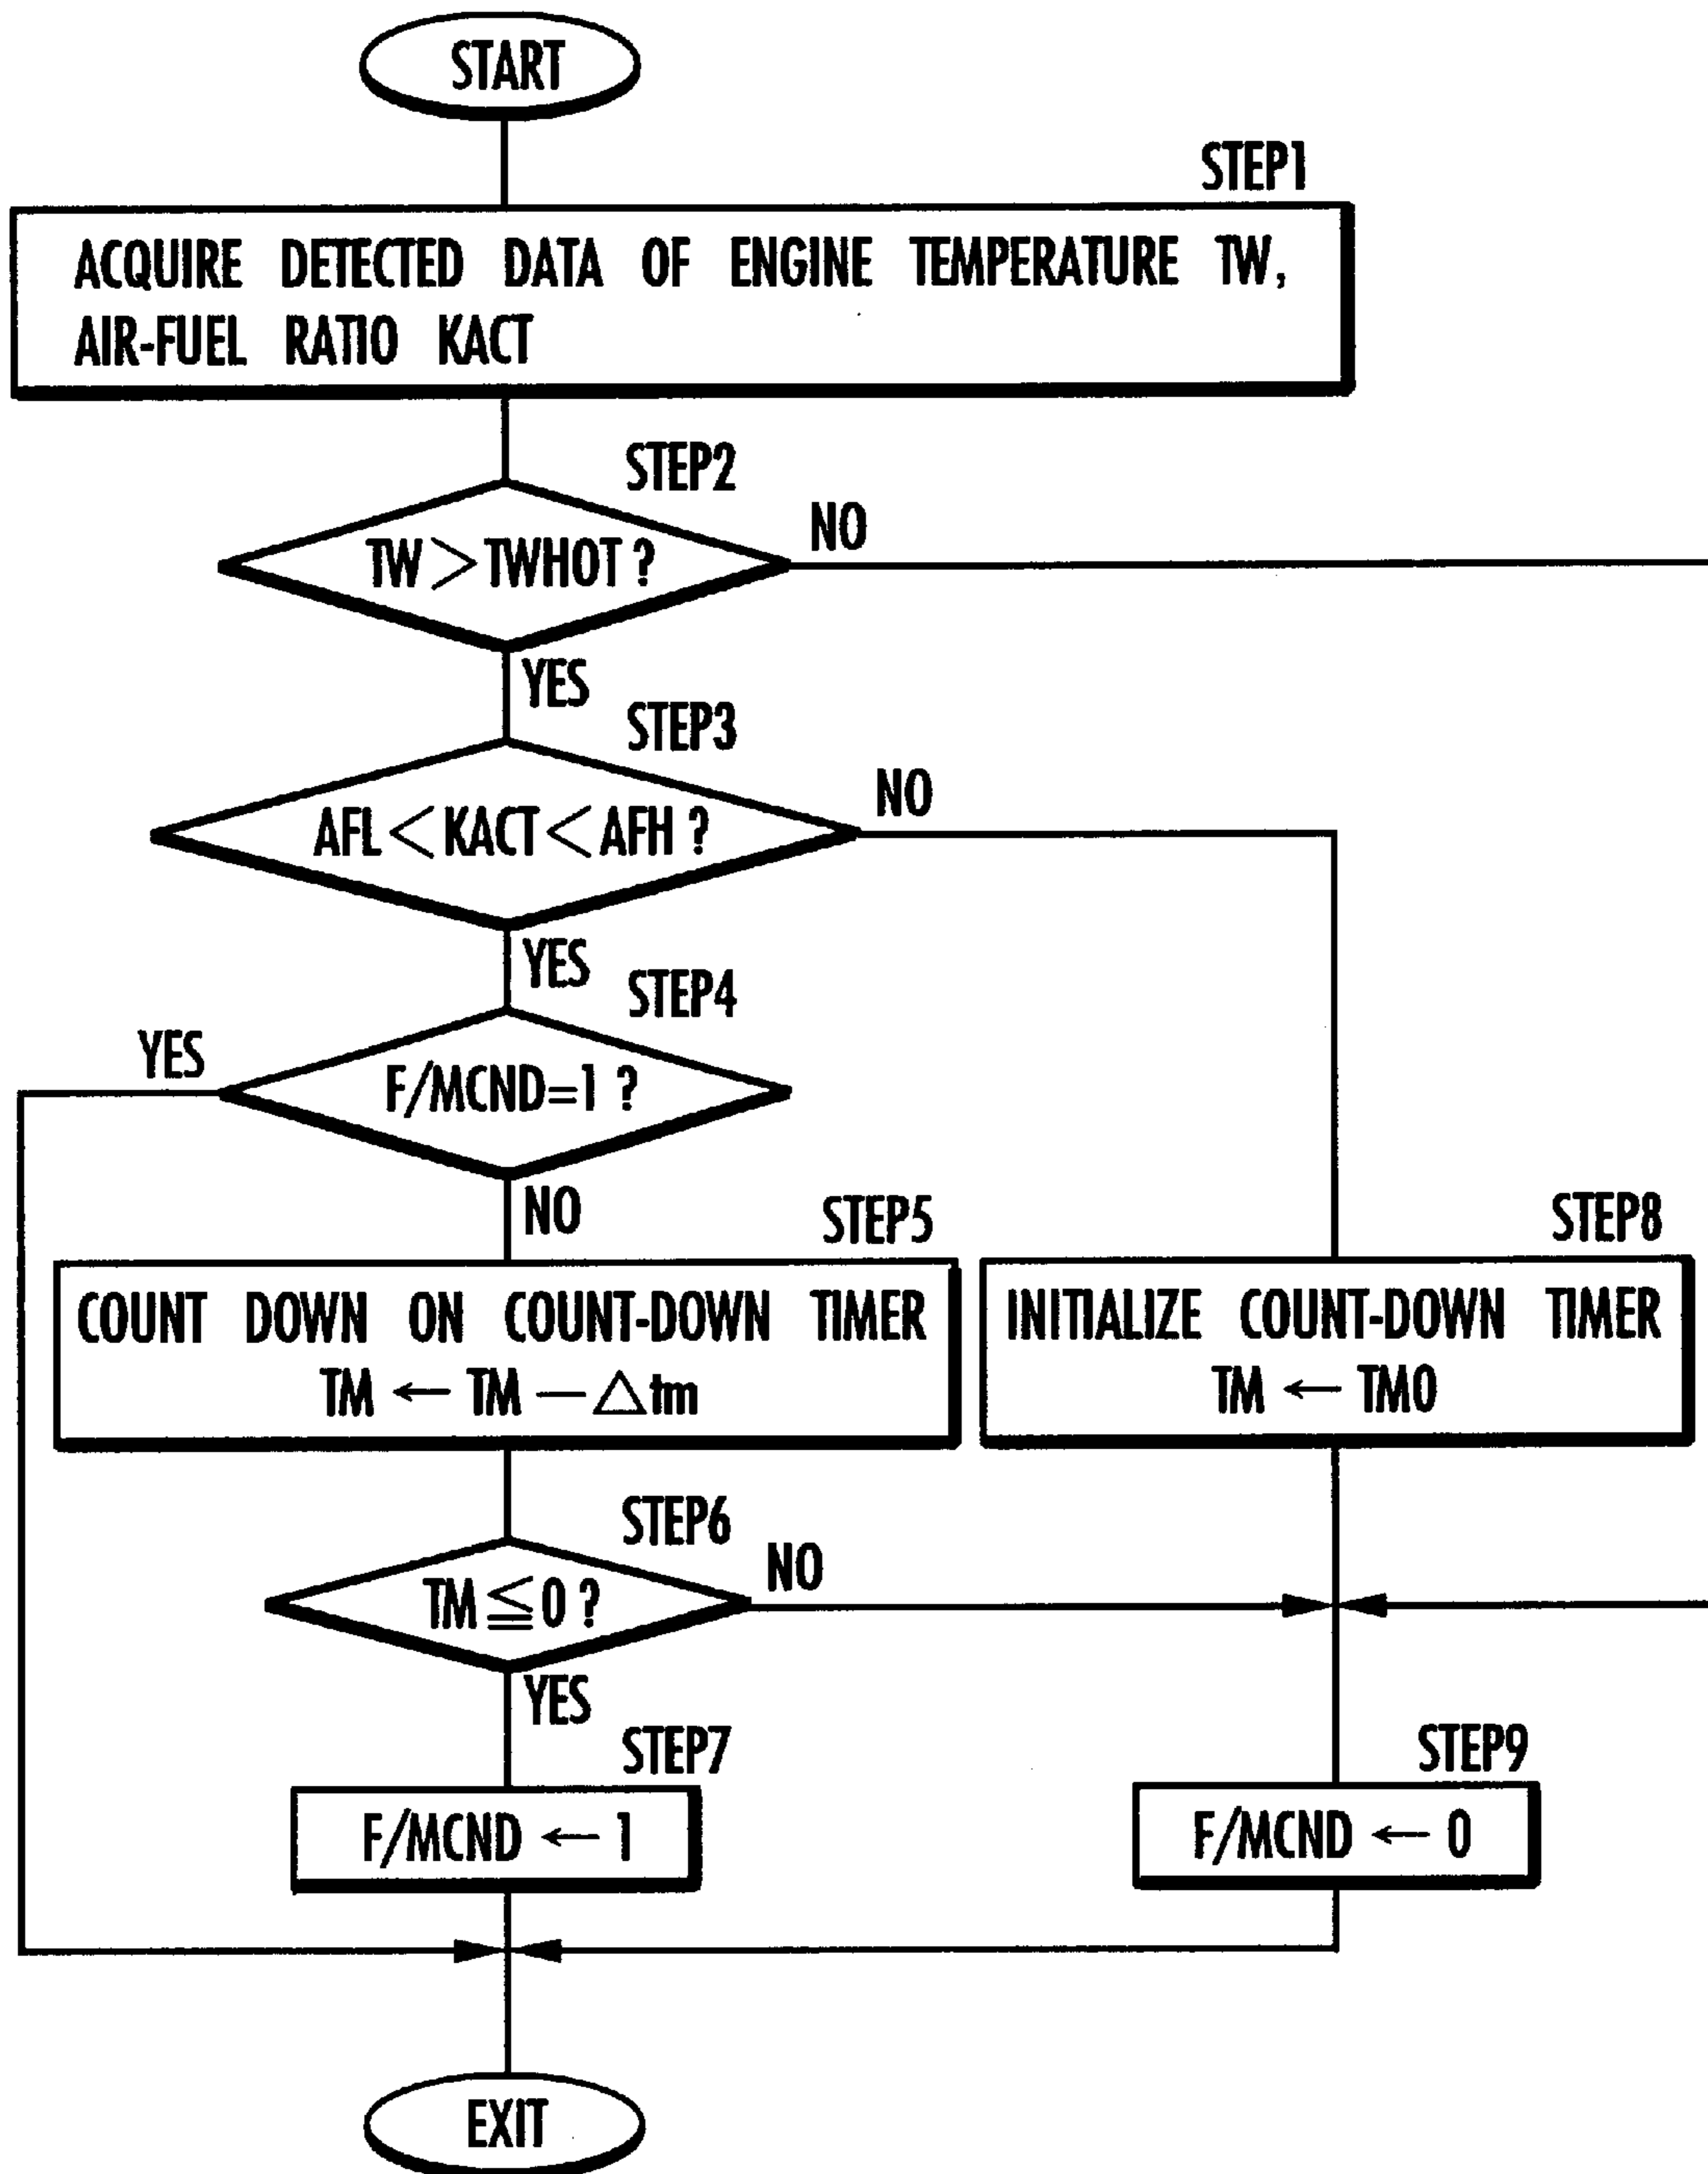 START
STEP1
ACQUIRE DETECTED DATA OF ENGINE TEMPERATURE TW,
AIR-FUEL RATIO KACT
STEP2
TW > TWHOT ?
NO
YES
STEP3
AFL < KACT < AFH ?
NO
YES
STEP4
YES
F/MCND=1 ?
NO
STEP5
COUNT DOWN ON COUNT-DOWN TIMER
TM ← TM — △tm
STEP8
INITIALIZE COUNT-DOWN TIMER
TM ← TM0
STEP6
TM ≦ 0 ?
NO
YES
STEP7
F/MCND ← 1
STEP9
F/MCND ← 0
EXIT